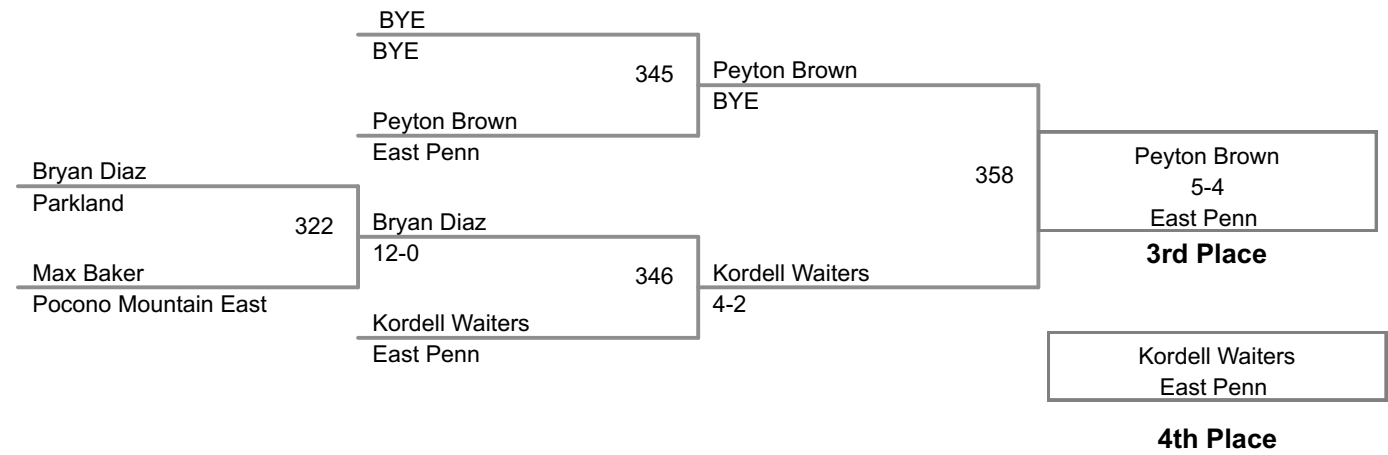 BYE
BYE
345
Peyton Brown
BYE
Peyton Brown
East Penn
Bryan Diaz
Parkland
322
Max Baker
Pocono Mountain East
Bryan Diaz
12-0
346
Kordell Waiters
East Penn
Kordell Waiters
4-2
358
Peyton Brown
5-4
East Penn
3rd Place
Kordell Waiters
East Penn
4th Place